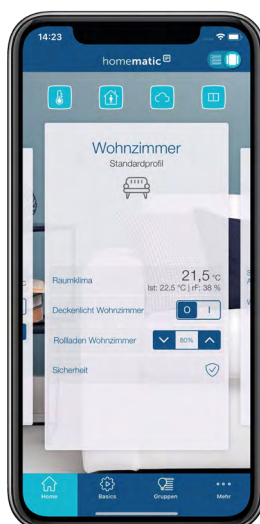 14:23
homematic IP
Wohnzimmer
Standardprofil
Raumklima 21,5 °C
Ist: 22,5 °C | rF: 38 %
Deckenlicht Wohnzimmer O I
Rollladen Wohnzimmer 80%
Sicherheit
Home Basics Gruppen Mehr